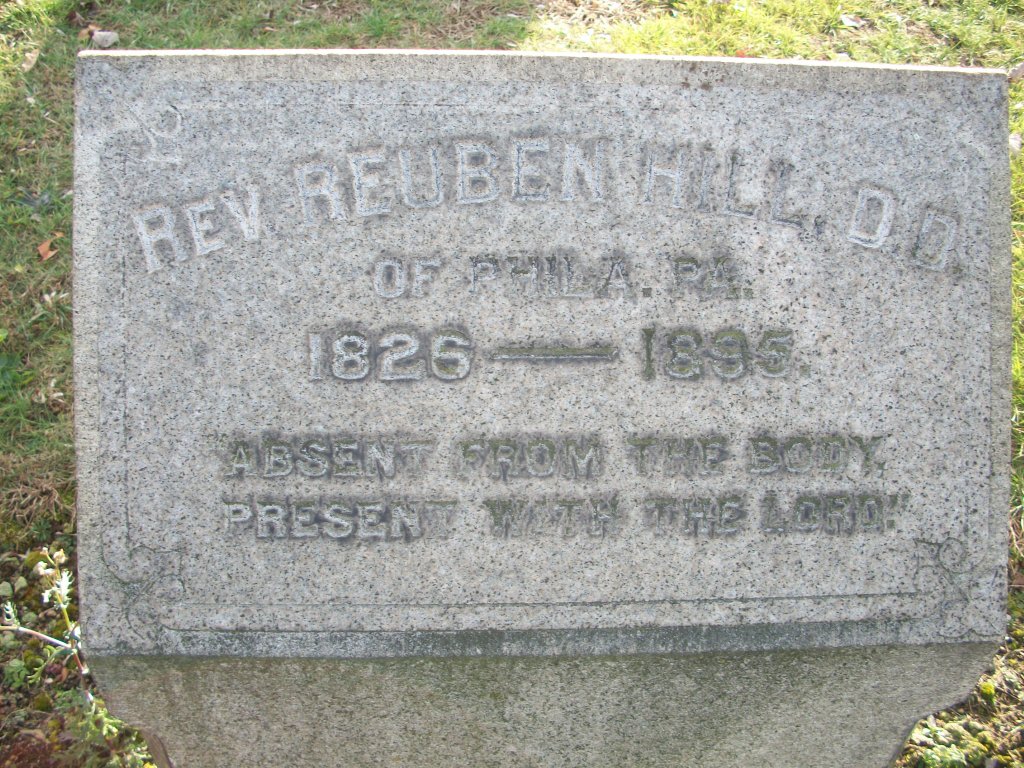 REV. REUBEN HILL, D.D.
OF PHILA. PA.
1826 — 1895.
"ABSENT FROM THE BODY,
PRESENT WITH THE LORD."